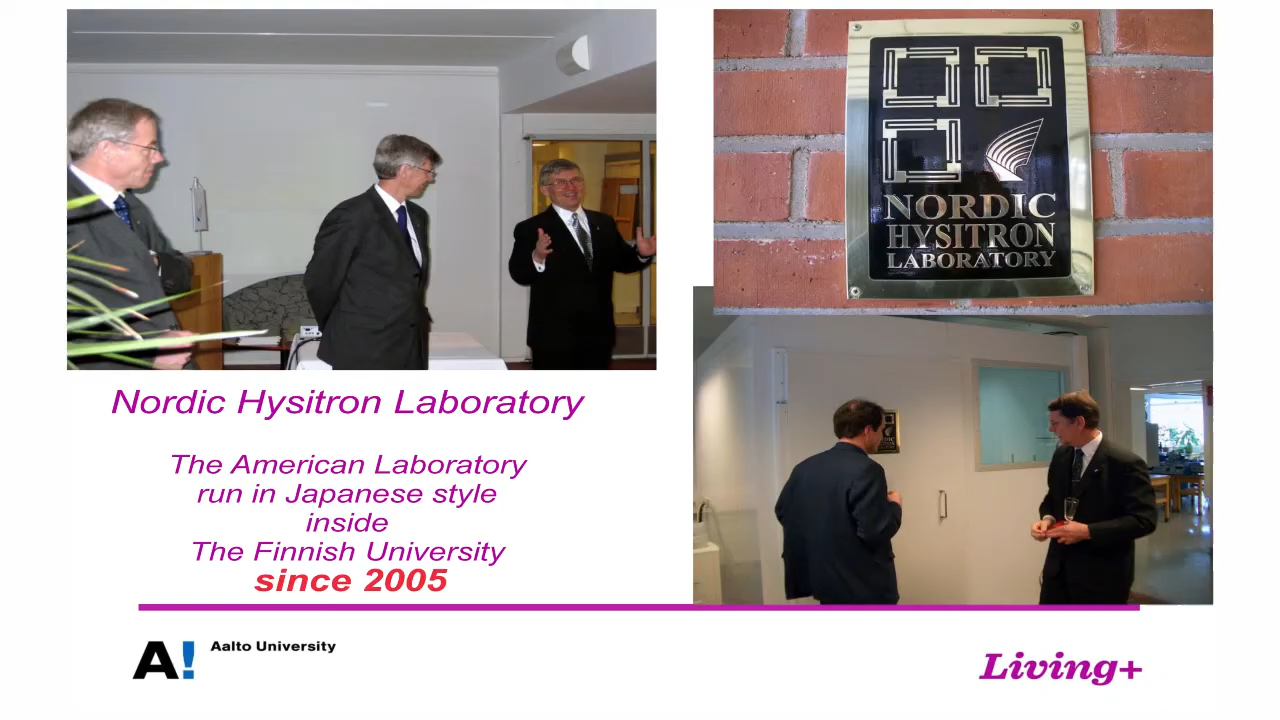 NORDIC
HYSITRON
LABORATORY
Nordic Hysitron Laboratory
The American Laboratory
run in Japanese style
inside
The Finnish University
since 2005
A!
Aalto University
Living+